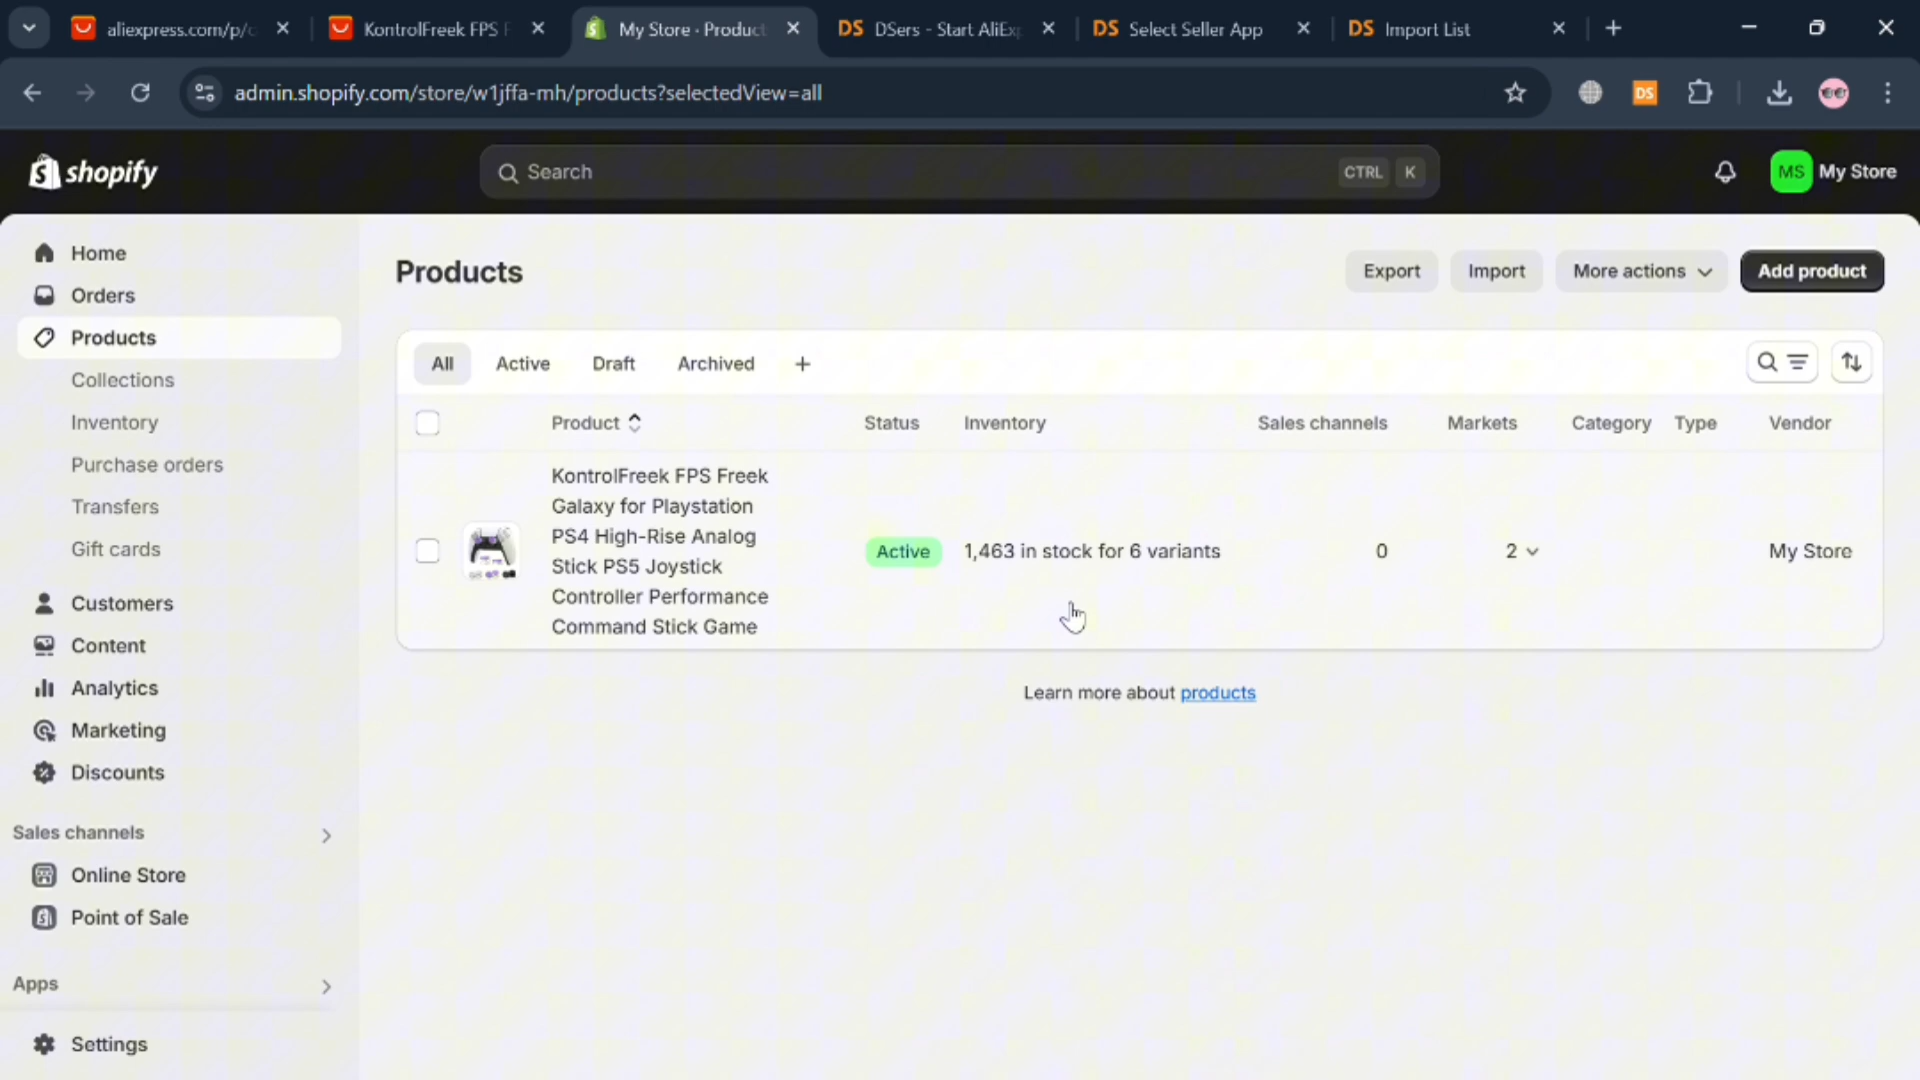 aliexpress.com/p/c
KontrolFreek FPS F
My Store · Product
DS DSers - Start AliExp
DS Select Seller App
DS Import List
admin.shopify.com/store/w1jffa-mh/products?selectedView=all
DS
shopify
Search
CTRL K
MS My Store
Home
Orders
Products
Collections
Inventory
Purchase orders
Transfers
Gift cards
Customers
Content
Analytics
Marketing
Discounts
Sales channels
Online Store
Point of Sale
Apps
Settings
Products
Export Import More actions Add product
All Active Draft Archived +
Product Status Inventory Sales channels Markets Category Type Vendor
KontrolFreek FPS Freek
Galaxy for Playstation
PS4 High-Rise Analog
Stick PS5 Joystick
Controller Performance
Command Stick Game
Active 1,463 in stock for 6 variants 0 2 My Store
Learn more about products